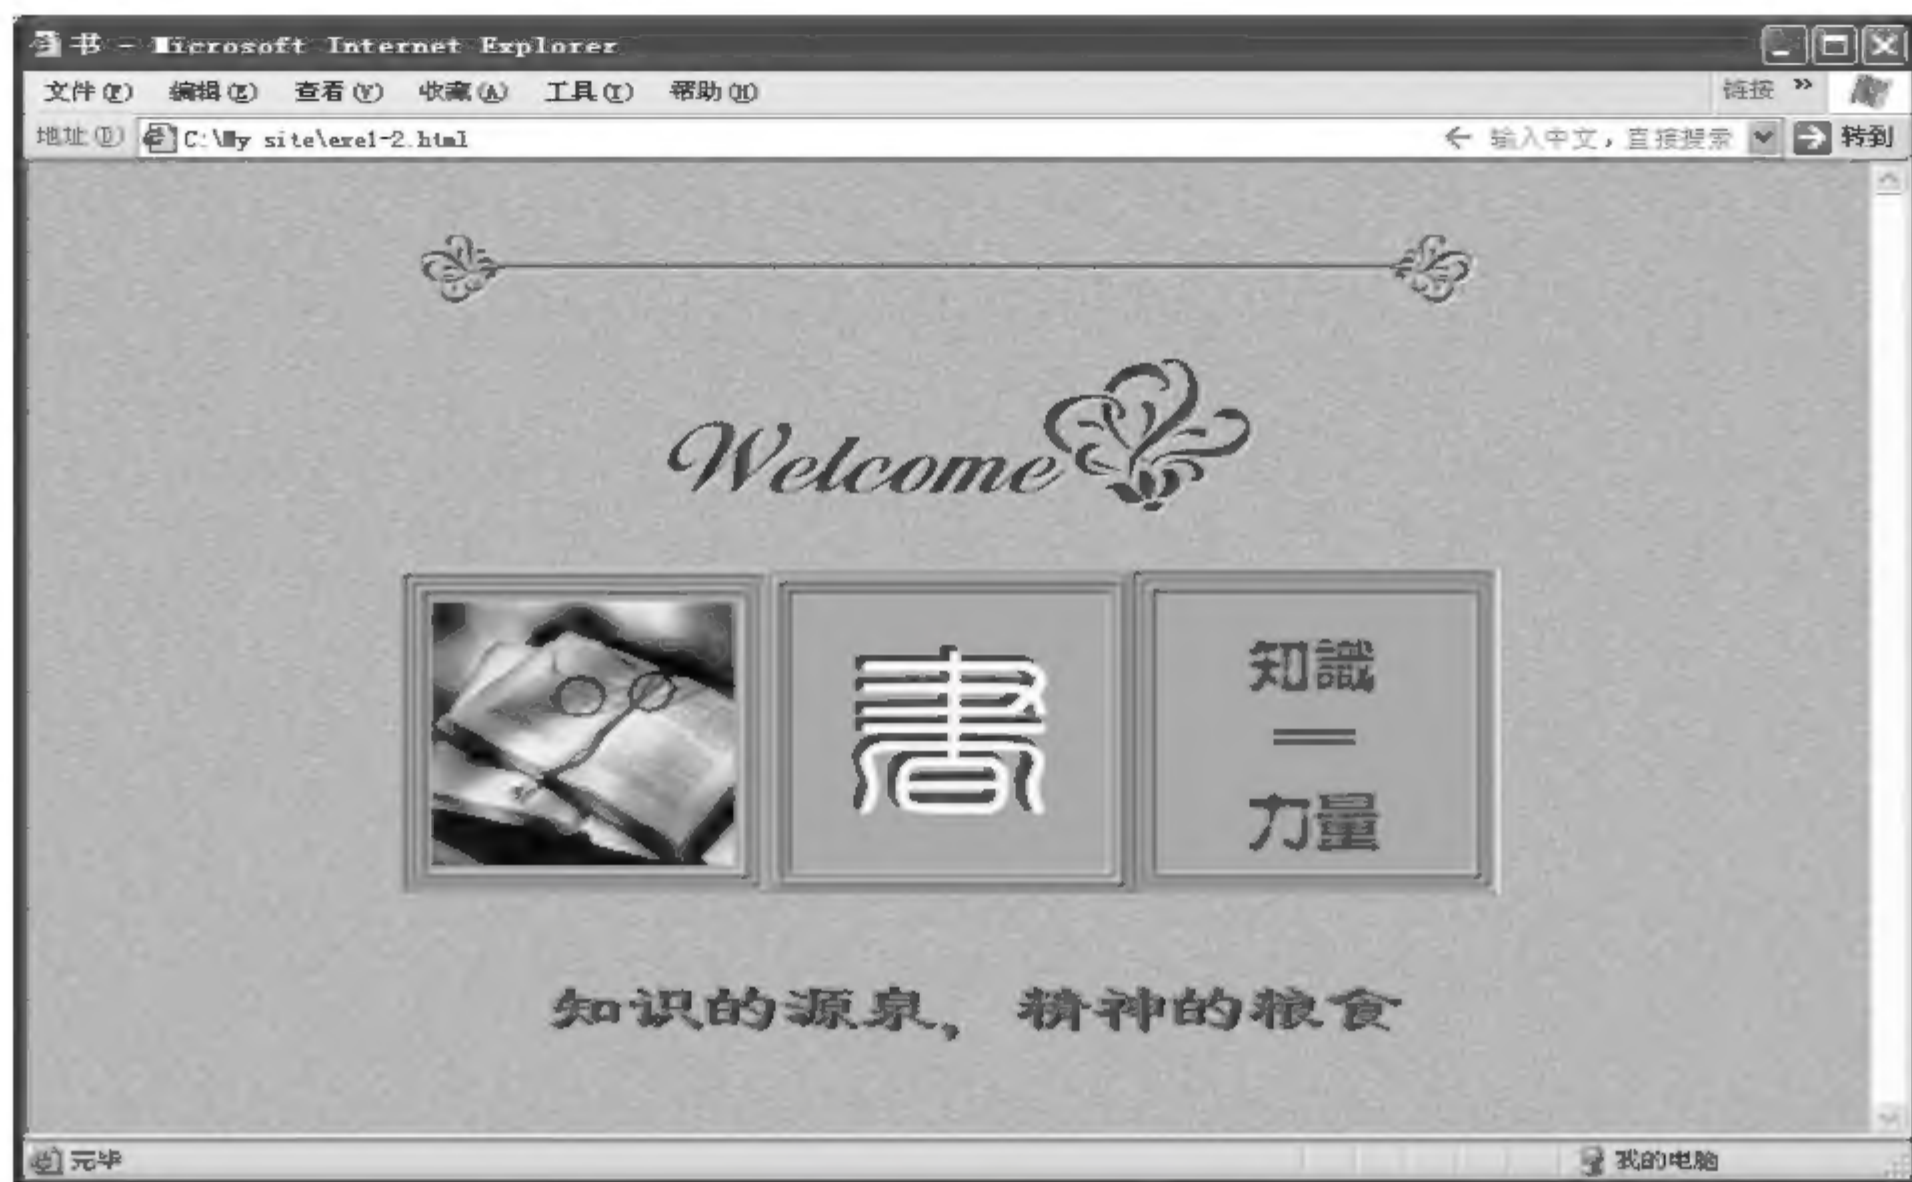 书 - Microsoft Internet Explorer
文件(F) 编辑(E) 查看(V) 收藏(A) 工具(T) 帮助(H) 链接 »
地址(D) C:\My site\exe1-2.html 输入中文，直接搜索 转到
Welcome
書
知識
=
力量
知识的源泉，精神的粮食
完毕 我的电脑